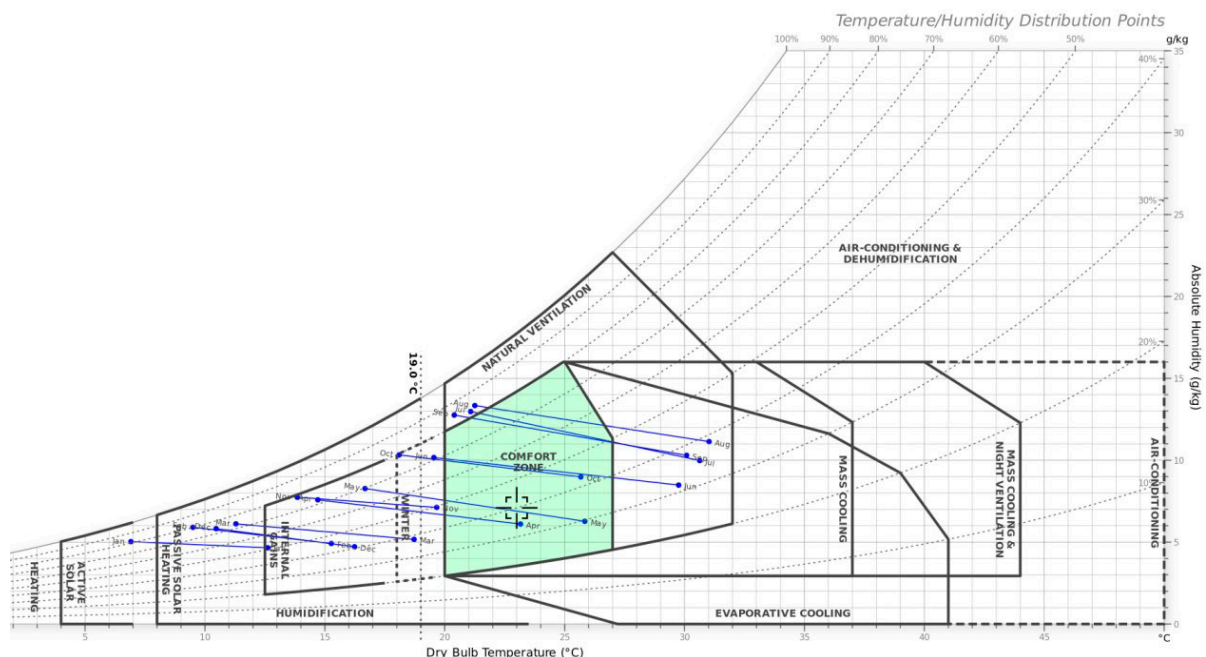 Temperature/Humidity Distribution Points
100% 90% 80% 70% 60% 50% g/kg
40%
35
30
30%
25
20
20%
15
10
10%
5
0
Absolute Humidity (g/kg)
AIR-CONDITIONING &
DEHUMIDIFICATION
NATURAL VENTILATION
19.0 °C
COMFORT
ZONE
WINTER
INTERNAL
GAINS
PASSIVE SOLAR
HEATING
ACTIVE
SOLAR
HEATING
HUMIDIFICATION
EVAPORATIVE COOLING
MASS COOLING
MASS COOLING &
NIGHT VENTILATION
AIR-CONDITIONING
Aug
Jul
Sep
Aug
Sep
Jul
Oct
Jun
Oct
Jun
May
May
Nov
Apr
Nov
Apr
Mar
Mar
Feb
Dec
Feb
Dec
Jan
5 10 15 20 25 30 35 40 45 °C
Dry Bulb Temperature (°C)